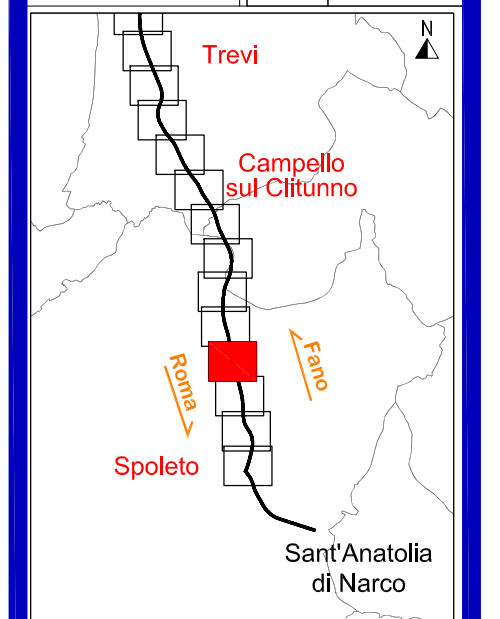 N
Trevi
Campello
sul Clitunno
Fano
Roma
Spoleto
Sant'Anatolia
di Narco